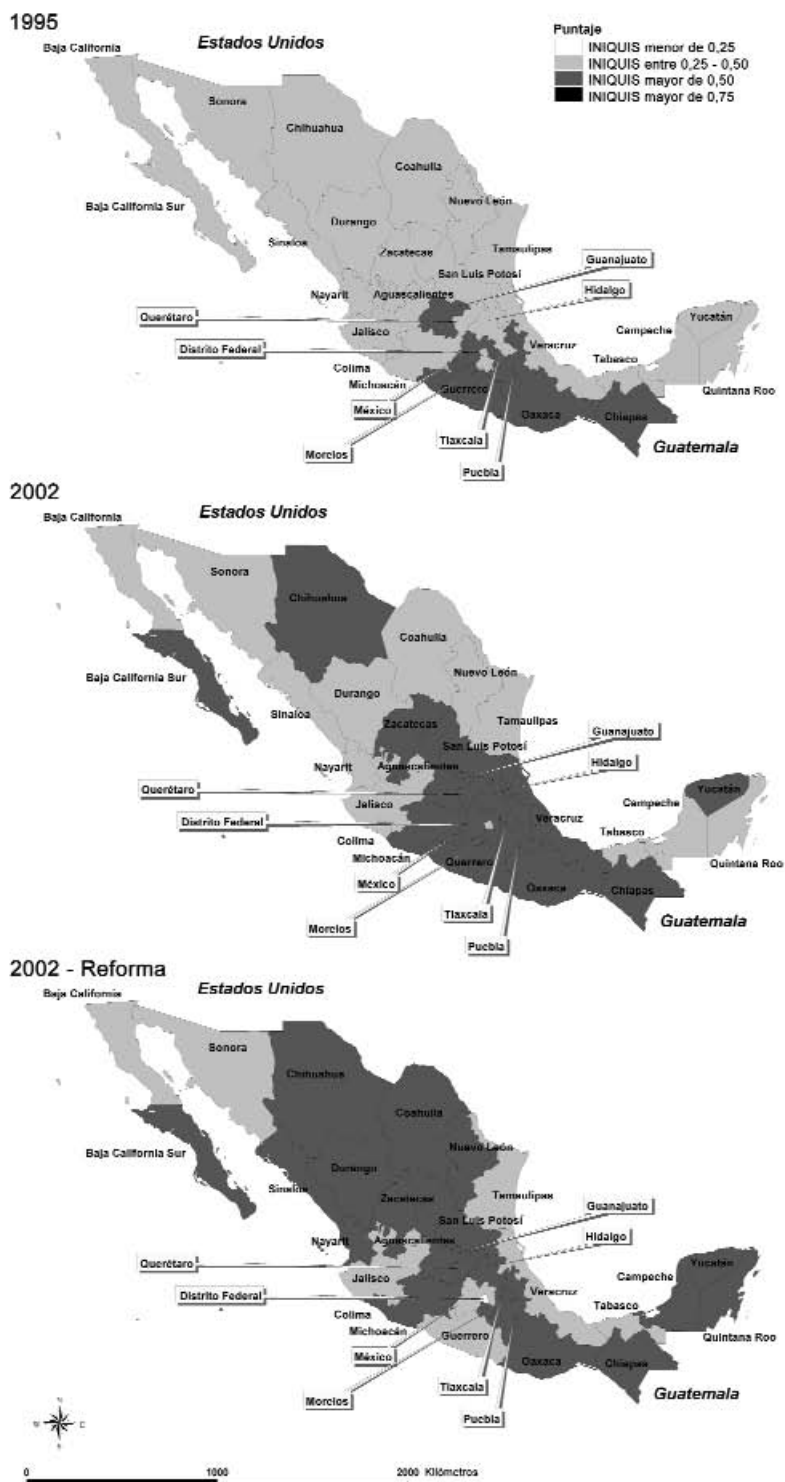 1995
Estados Unidos
Puntaje
INIQUIS menor de 0,25
INIQUIS entre 0,25 - 0,50
INIQUIS mayor de 0,50
INIQUIS mayor de 0,75
Baja California
Sonora
Chihuahua
Coahuila
Nuevo León
Baja California Sur
Durango
Sinaloa
Tamaulipas
Zacatecas
Guanajuato
San Luis Potosí
Hidalgo
Nayarit
Aguascalientes
Querétaro
Yucatán
Jalisco
Campeche
Distrito Federal
Veracruz
Tabasco
Colima
Michoacán
Guerrero
Quintana Roo
México
Oaxaca
Chiapas
Tlaxcala
Guatemala
Morelos
Puebla
2002
Estados Unidos
Baja California
Sonora
Chihuahua
Coahuila
Nuevo León
Baja California Sur
Durango
Sinaloa
Tamaulipas
Zacatecas
Guanajuato
San Luis Potosí
Hidalgo
Nayarit
Aguascalientes
Querétaro
Yucatán
Jalisco
Campeche
Distrito Federal
Veracruz
Tabasco
Colima
Michoacán
Guerrero
Quintana Roo
México
Oaxaca
Chiapas
Tlaxcala
Guatemala
Morelos
Puebla
2002 - Reforma
Estados Unidos
Baja California
Sonora
Chihuahua
Coahuila
Nuevo León
Baja California Sur
Durango
Sinaloa
Tamaulipas
Zacatecas
Guanajuato
San Luis Potosí
Hidalgo
Nayarit
Aguascalientes
Querétaro
Yucatán
Jalisco
Campeche
Distrito Federal
Veracruz
Tabasco
Colima
Michoacán
Guerrero
Quintana Roo
México
Oaxaca
Chiapas
Tlaxcala
Guatemala
Morelos
Puebla
0 1000 2000 Kilómetros